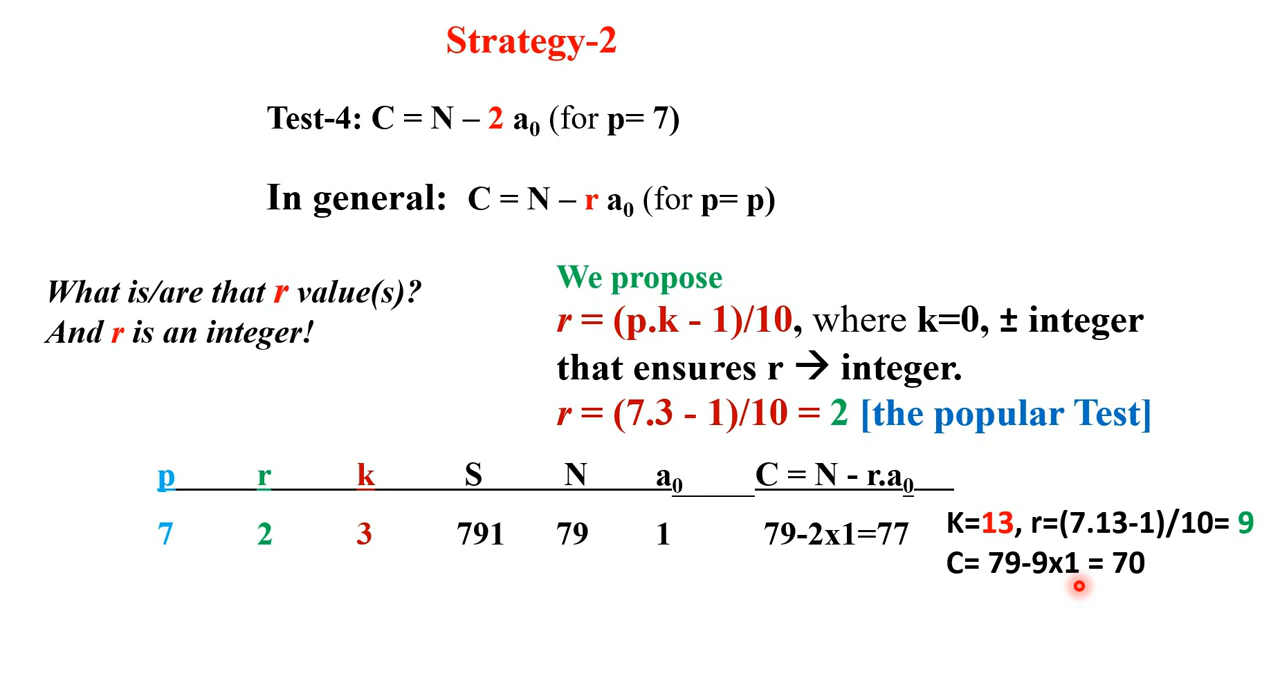 Strategy-2
Test-4: C = N – 2 a₀ (for p= 7)
In general: C = N – r a₀ (for p= p)
What is/are that r value(s)?
And r is an integer!
We propose
r = (p.k - 1)/10, where k=0, ± integer
that ensures r → integer.
r = (7.3 - 1)/10 = 2 [the popular Test]
p r k S N a₀ C = N - r.a₀
7 2 3 791 79 1 79-2x1=77
K=13, r=(7.13-1)/10= 9
C= 79-9x1 = 70